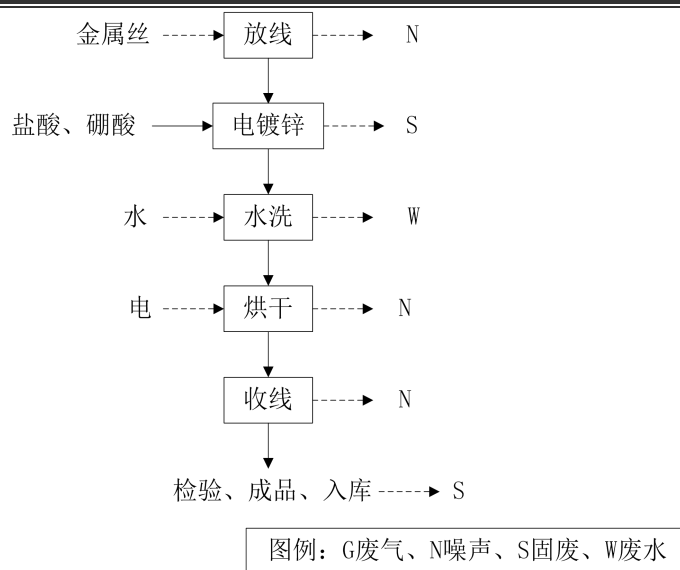 金属丝 放线 N
盐酸、硼酸 电镀锌 S
水 水洗 W
电 烘干 N
收线 N
检验、成品、入库 S
图例：G废气、N噪声、S固废、W废水